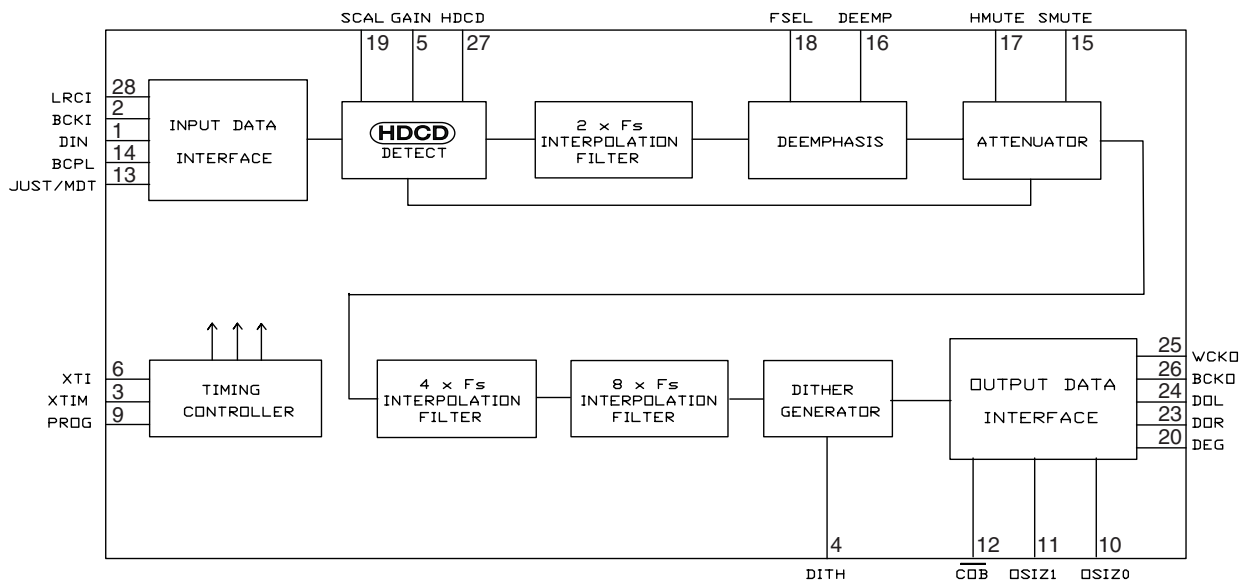 SCAL GAIN HDCD FSEL DEEMP HMUTE SMUTE
19 5 27 18 16 17 15
LRCI 28
BCKI 2
DIN 1
BCPL 14
JUST/MDT 13
INPUT DATA
INTERFACE
HDCD
DETECT
2 x Fs
INTERPOLATION
FILTER
DEEMPHASIS
ATTENUATOR
XTI 6
XTIM 3
PROG 9
TIMING
CONTROLLER
4 x Fs
INTERPOLATION
FILTER
8 x Fs
INTERPOLATION
FILTER
DITHER
GENERATOR
OUTPUT DATA
INTERFACE
25 WCKO
26 BCKO
24 DOL
23 DOR
20 DEG
4 12 11 10
DITH C̅O̅B̅ OSIZ1 OSIZ0